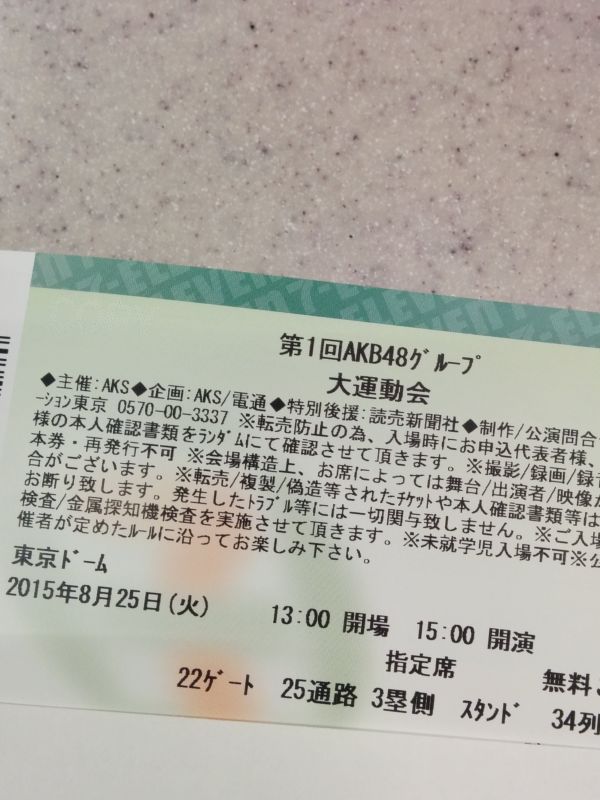 7-ELEVEN 7-ELEVEN 7-ELEVEN
第1回AKB48ｸﾞﾙｰﾌﾟ
大運動会
◆主催:AKS◆企画:AKS/電通◆特別後援:読売新聞社◆制作/公演問合
ｰｼｮﾝ東京 0570-00-3337 ※転売防止の為、入場時にお申込代表者様、
様の本人確認書類をﾗﾝﾀﾞﾑにて確認させて頂きます。※撮影/録画/録音
本券・再発行不可 ※会場構造上、お席によっては舞台/出演者/映像が
合がございます。※転売/複製/偽造等されたﾁｹｯﾄや本人確認書類等は
お断り致します。発生したﾄﾗﾌﾞﾙ等には一切関与致しません。※ご入場
検査/金属探知機検査を実施させて頂きます。※未就学児入場不可※公
催者が定めたﾙｰﾙに沿ってお楽しみ下さい。
東京ﾄﾞｰﾑ
2015年8月25日(火) 13:00 開場 15:00 開演
指定席 無料
22ｹﾞｰﾄ 25通路 3塁側 ｽﾀﾝﾄﾞ 34列